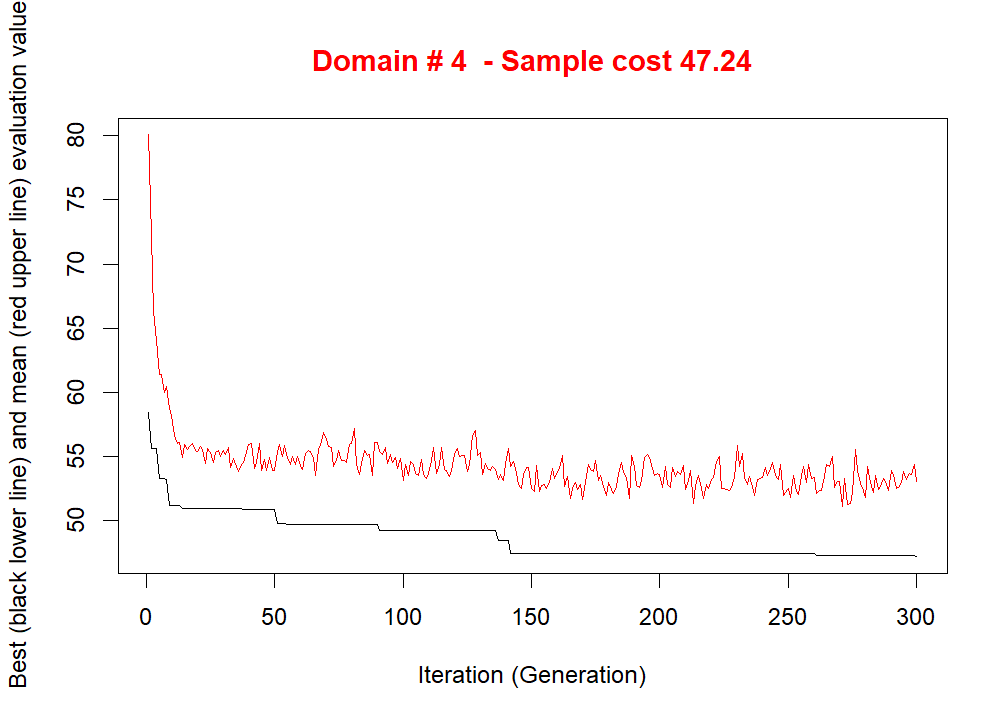 Domain # 4  - Sample cost 47.24
Best (black lower line) and mean (red upper line) evaluation value
80
75
70
65
60
55
50
0 50 100 150 200 250 300
Iteration (Generation)